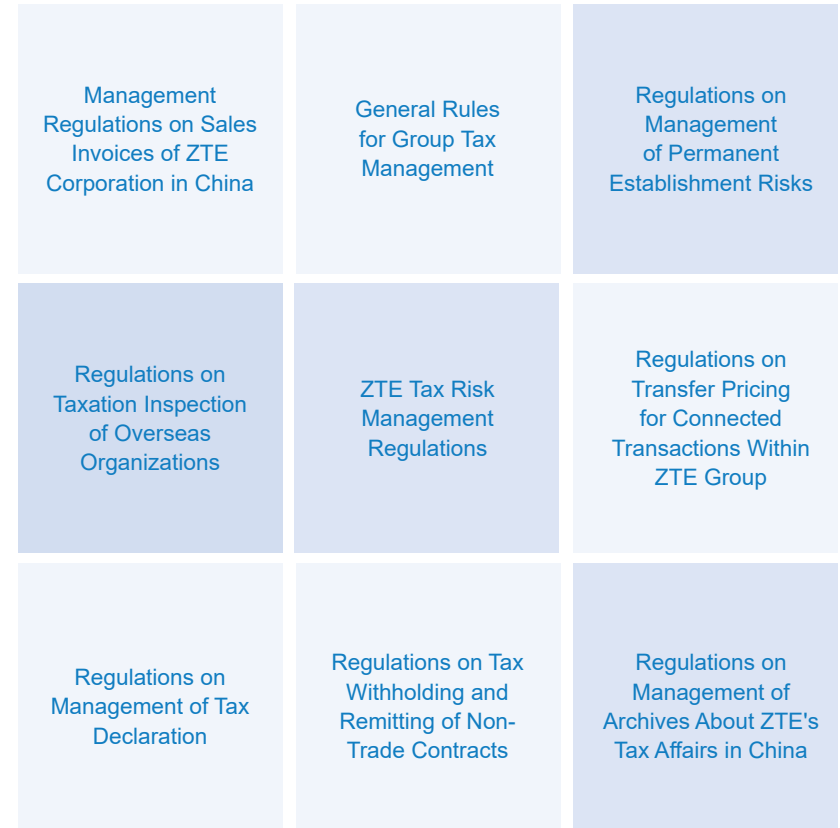 Management
Regulations on Sales
Invoices of ZTE
Corporation in China
General Rules
for Group Tax
Management
Regulations on
Management
of Permanent
Establishment Risks
Regulations on
Taxation Inspection
of Overseas
Organizations
ZTE Tax Risk
Management
Regulations
Regulations on
Transfer Pricing
for Connected
Transactions Within
ZTE Group
Regulations on
Management of Tax
Declaration
Regulations on Tax
Withholding and
Remitting of Non-
Trade Contracts
Regulations on
Management of
Archives About ZTE's
Tax Affairs in China